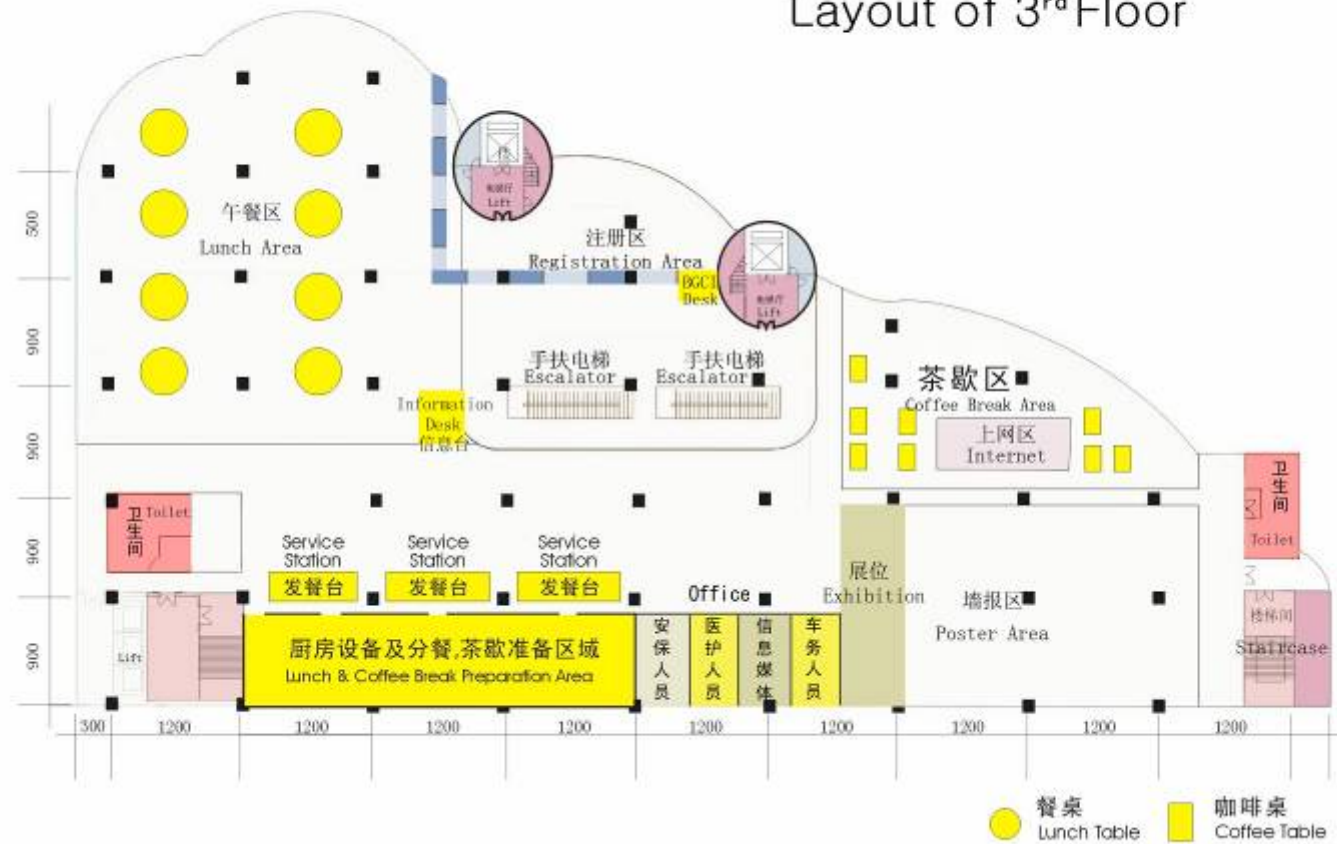 Layout of 3rd Floor
午餐区
Lunch Area
电梯厅
Lift
注册区
Registration Area
BGCI
Desk
电梯厅
Lift
手扶电梯
Escalator
手扶电梯
Escalator
Information
Desk
信息台
茶歇区
Coffee Break Area
上网区
Internet
卫生间
Toilet
卫生间
Toilet
Service
Station
发餐台
Service
Station
发餐台
Service
Station
发餐台
Office
展位
Exhibition
墙报区
Poster Area
楼梯间
Staircase
Lift
厨房设备及分餐,茶歇准备区域
Lunch & Coffee Break Preparation Area
安保人员
医护人员
信息媒体
车务人员
500
900
900
900
900
300
1200
1200
1200
1200
1200
1200
1200
1200
1200
餐桌
Lunch Table
咖啡桌
Coffee Table